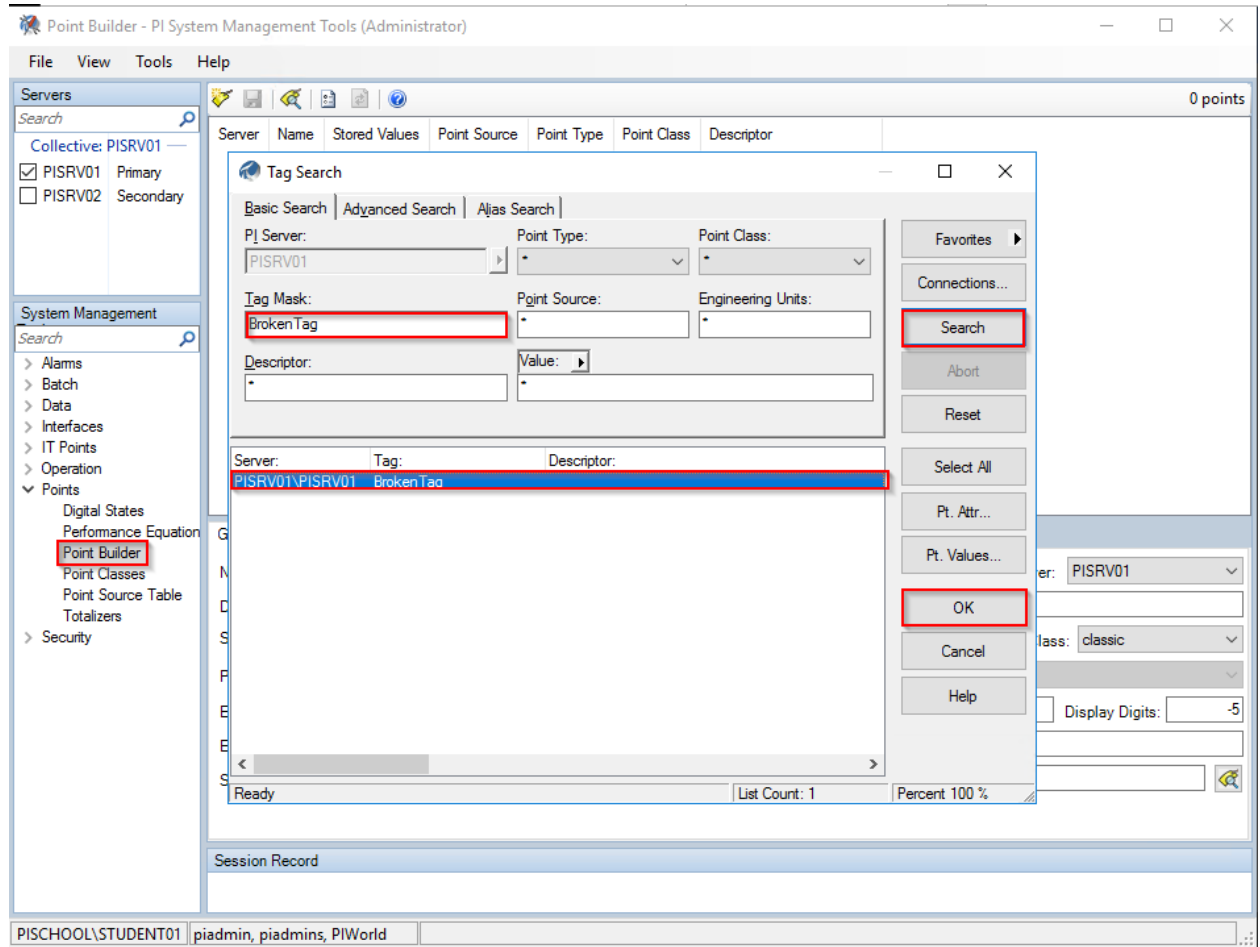 Point Builder - PI System Management Tools (Administrator)
File View Tools Help
Servers
Search
Collective: PISRV01
PISRV01 Primary
PISRV02 Secondary
0 points
Server Name Stored Values Point Source Point Type Point Class Descriptor
Tag Search
Basic Search Advanced Search Alias Search
PI Server: Point Type: Point Class:
PISRV01 * *
Tag Mask: Point Source: Engineering Units:
BrokenTag * *
Descriptor: Value:
* *
Favorites
Connections...
Search
Abort
Reset
Select All
Pt. Attr...
Pt. Values...
OK
Cancel
Help
Server: Tag: Descriptor:
PISRV01\PISRV01 BrokenTag
Ready List Count: 1 Percent 100 %
System Management
Search
Alarms
Batch
Data
Interfaces
IT Points
Operation
Points
Digital States
Performance Equation
Point Builder
Point Classes
Point Source Table
Totalizers
Security
PISRV01
classic
Display Digits: -5
Session Record
PISCHOOL\STUDENT01 piadmin, piadmins, PIWorld